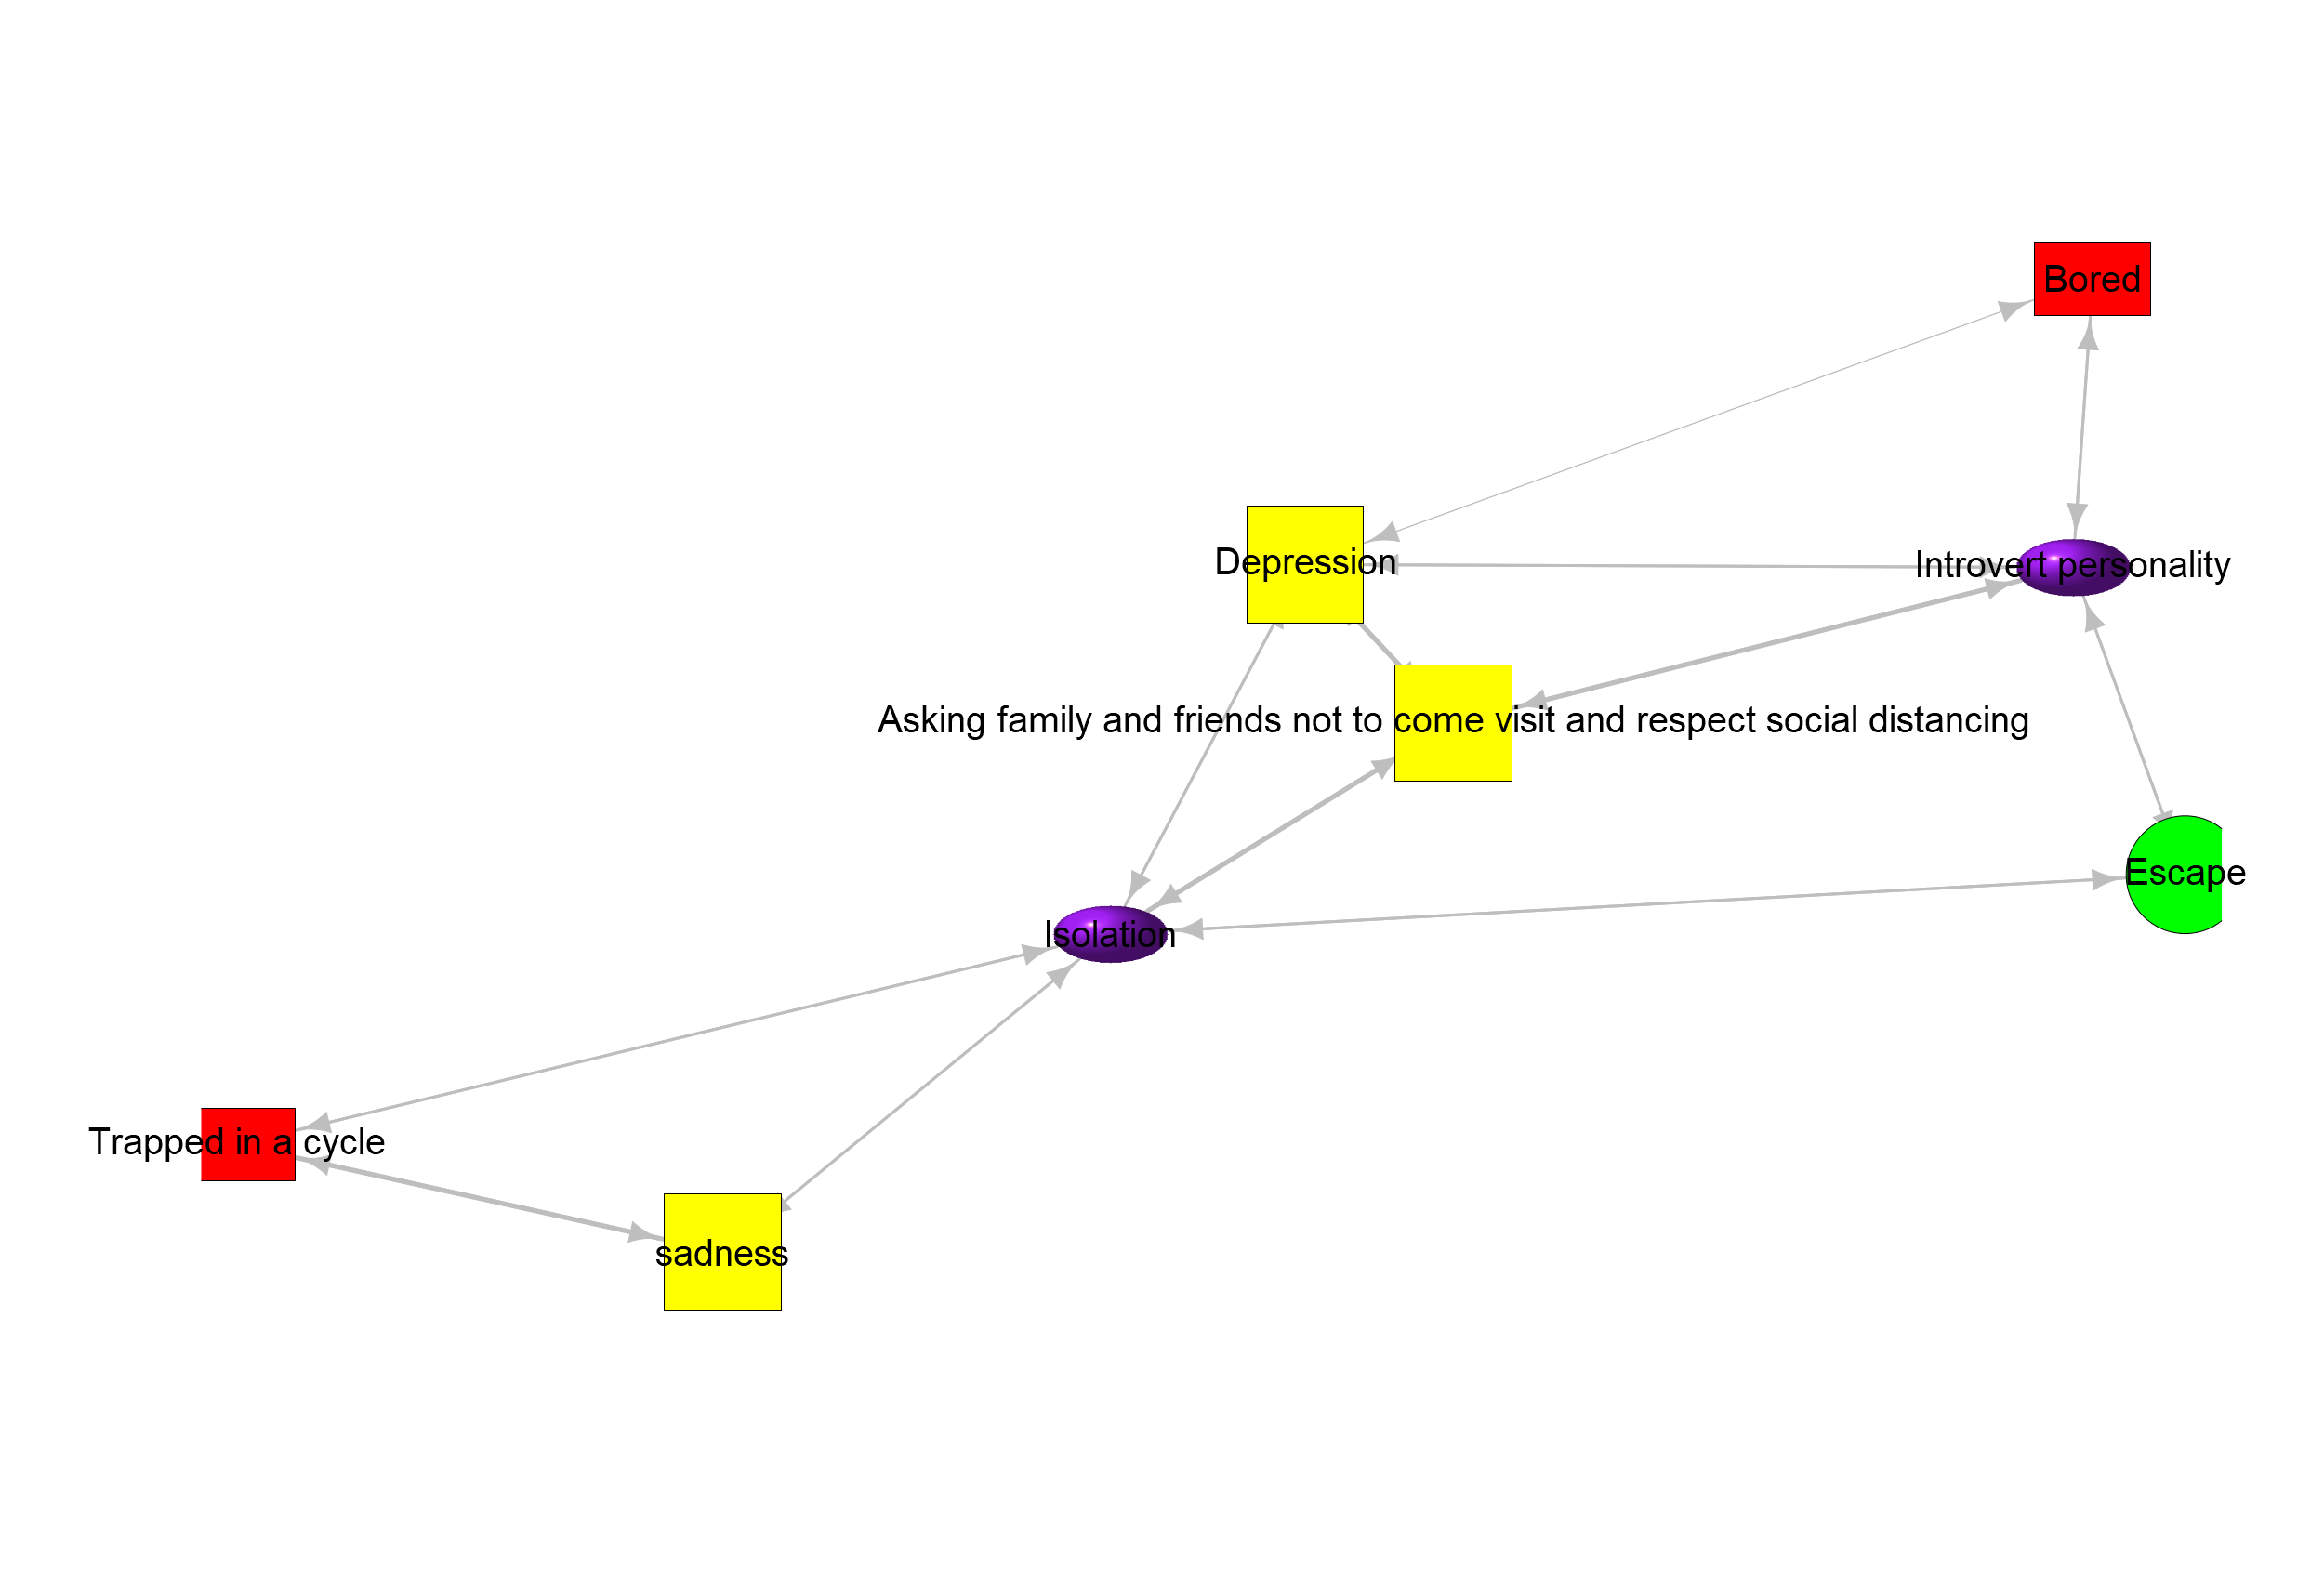 Bored
Depression
Introvert personality
Asking family and friends not to come visit and respect social distancing
Escape
Isolation
Trapped in a cycle
sadness